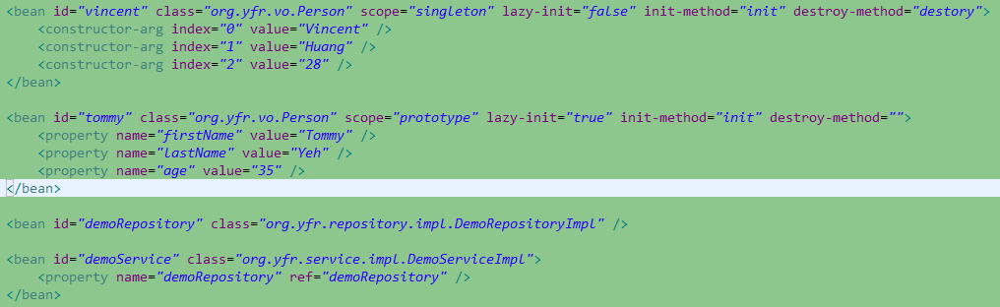 <bean id="vincent" class="org.yfr.vo.Person" scope="singleton" lazy-init="false" init-method="init" destroy-method="destory">
    <constructor-arg index="0" value="Vincent" />
    <constructor-arg index="1" value="Huang" />
    <constructor-arg index="2" value="28" />
</bean>
<bean id="tommy" class="org.yfr.vo.Person" scope="prototype" lazy-init="true" init-method="init" destroy-method="">
    <property name="firstName" value="Tommy" />
    <property name="lastName" value="Yeh" />
    <property name="age" value="35" />
</bean>
<bean id="demoRepository" class="org.yfr.repository.impl.DemoRepositoryImpl" />
<bean id="demoService" class="org.yfr.service.impl.DemoServiceImpl">
    <property name="demoRepository" ref="demoRepository" />
</bean>